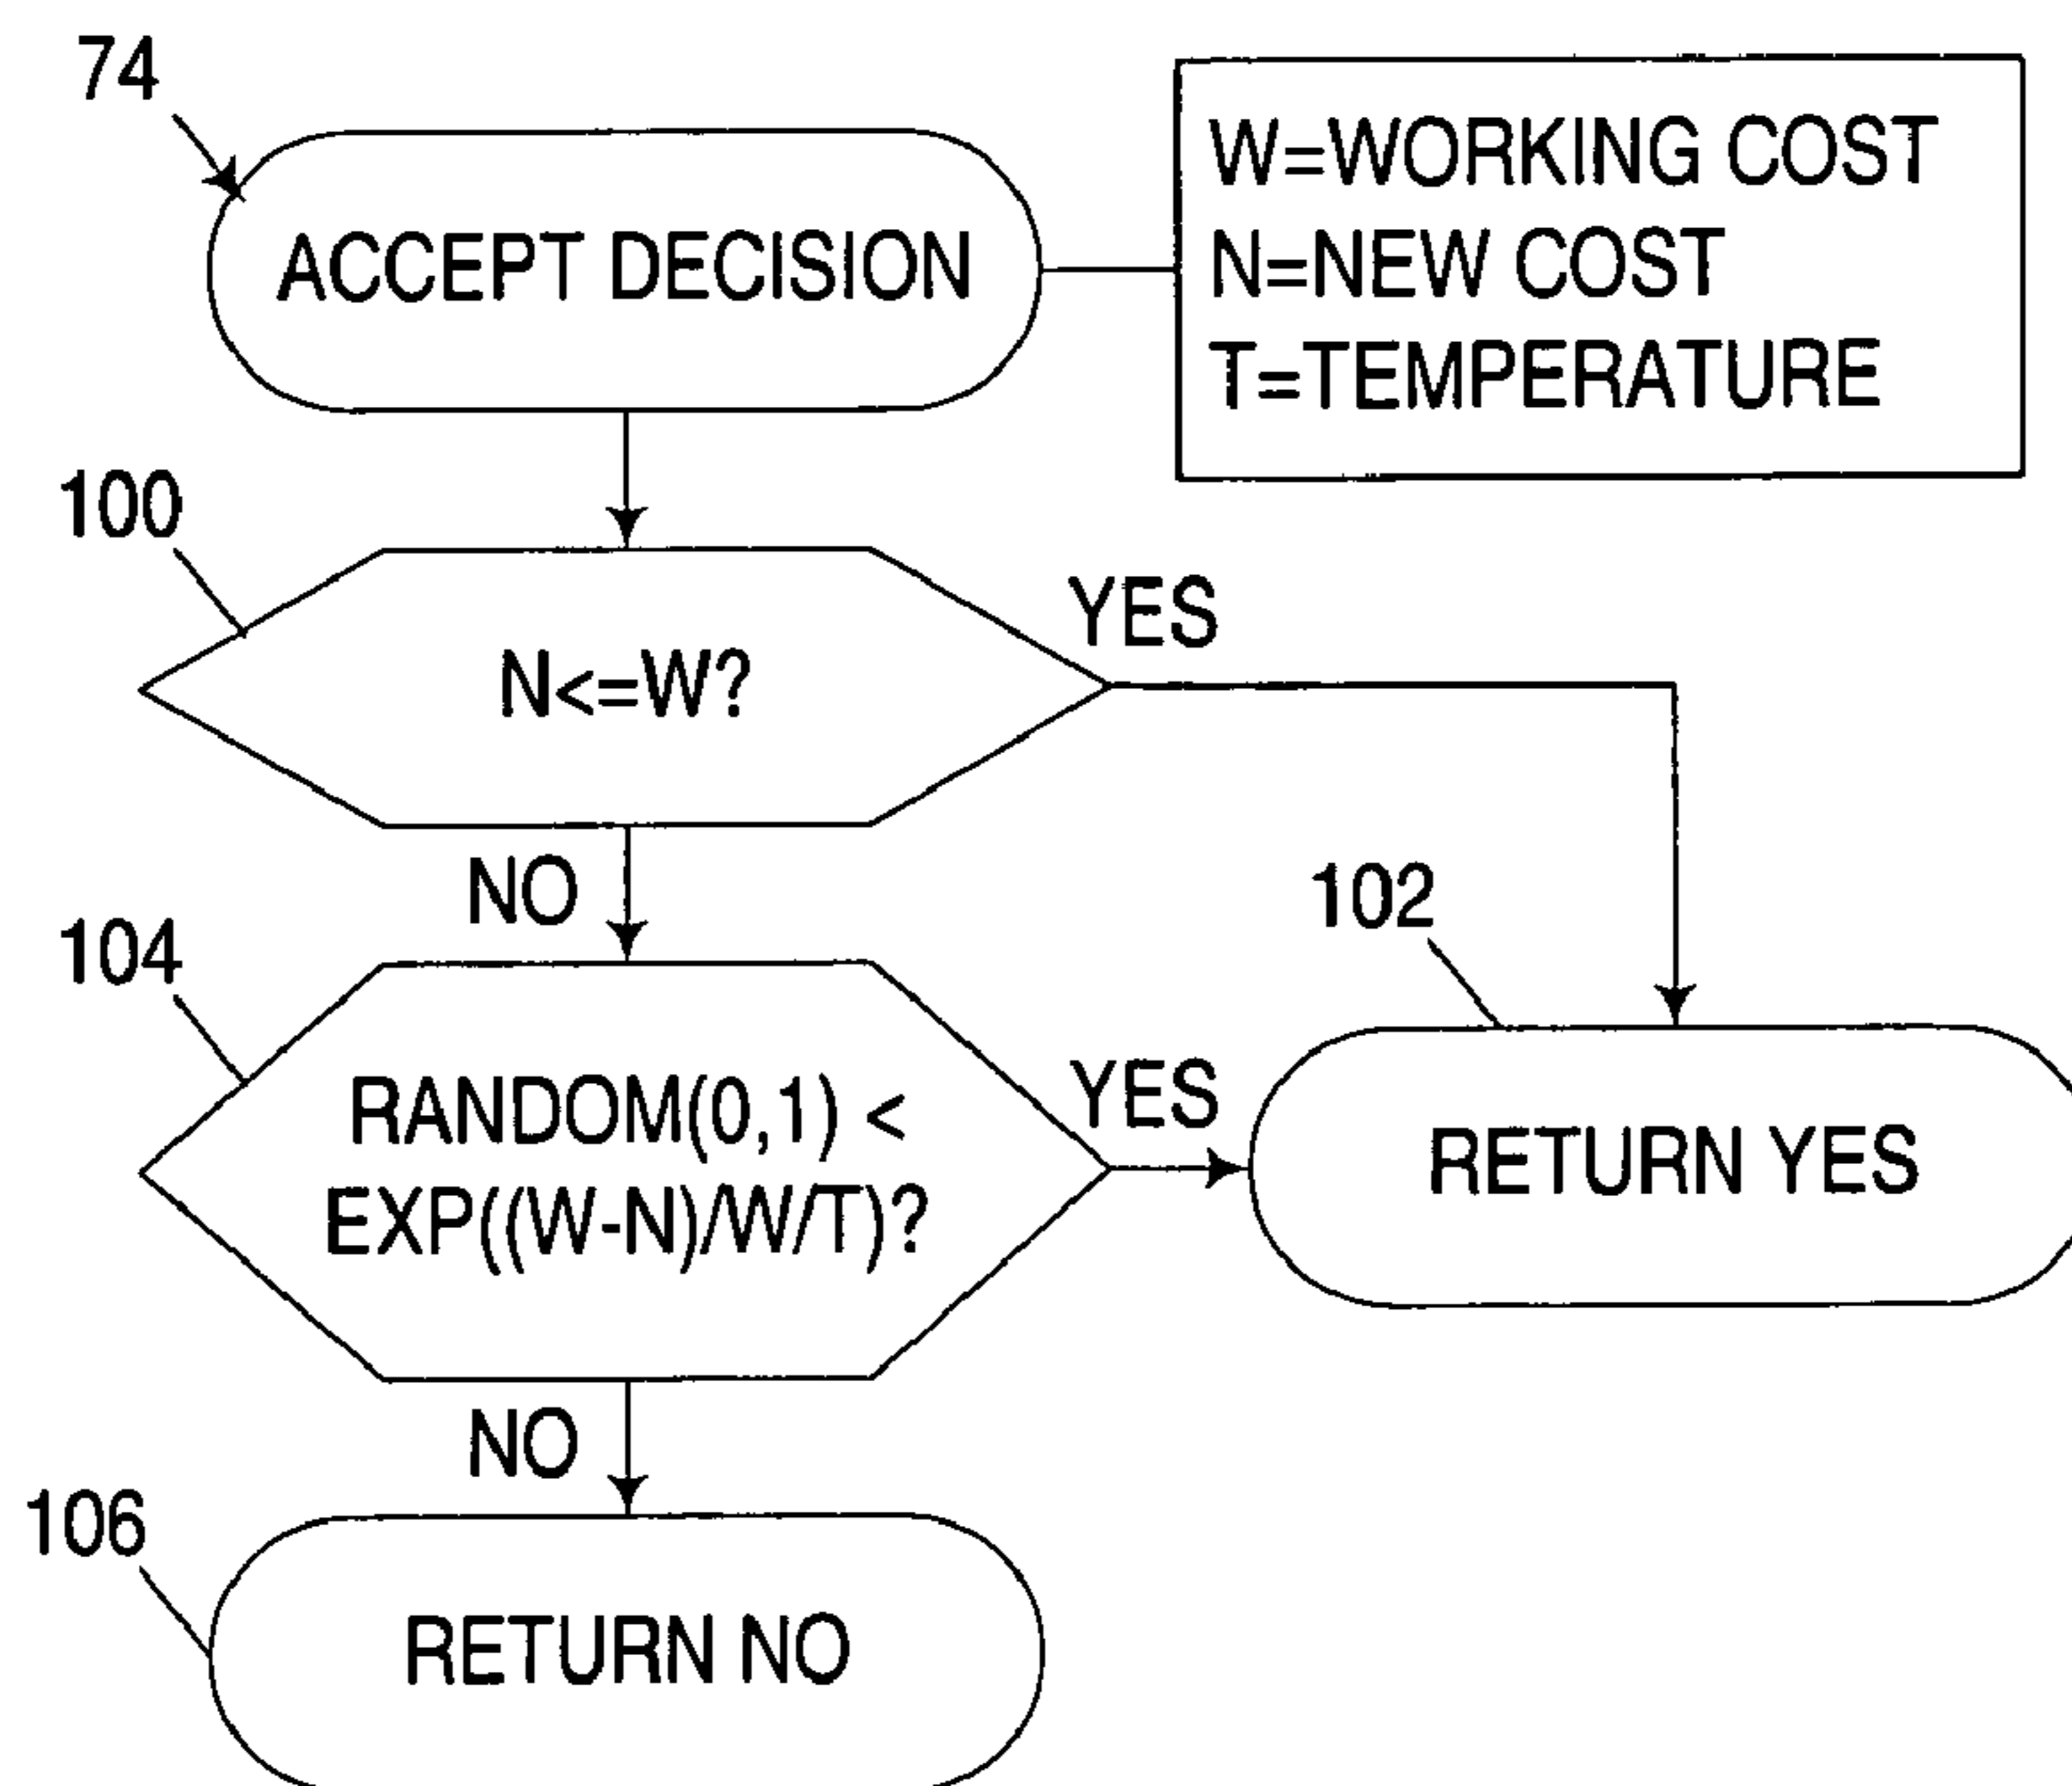 74
ACCEPT DECISION
W=WORKING COST
N=NEW COST
T=TEMPERATURE
100
N<=W?
YES
NO
104
RANDOM(0,1) <
EXP((W-N)/W/T)?
YES
102
RETURN YES
NO
106
RETURN NO